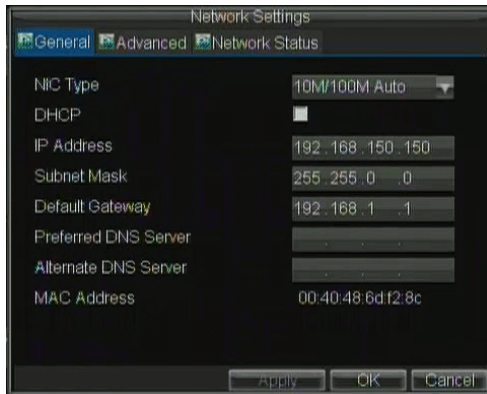 Network Settings
General Advanced Network Status
NIC Type 10M/100M Auto
DHCP
IP Address 192 .168 .150 .150
Subnet Mask 255 .255 .0 .0
Default Gateway 192 .168 .1 .1
Preferred DNS Server . . .
Alternate DNS Server . . .
MAC Address 00:40:48:6d:f2:8c
Apply OK Cancel